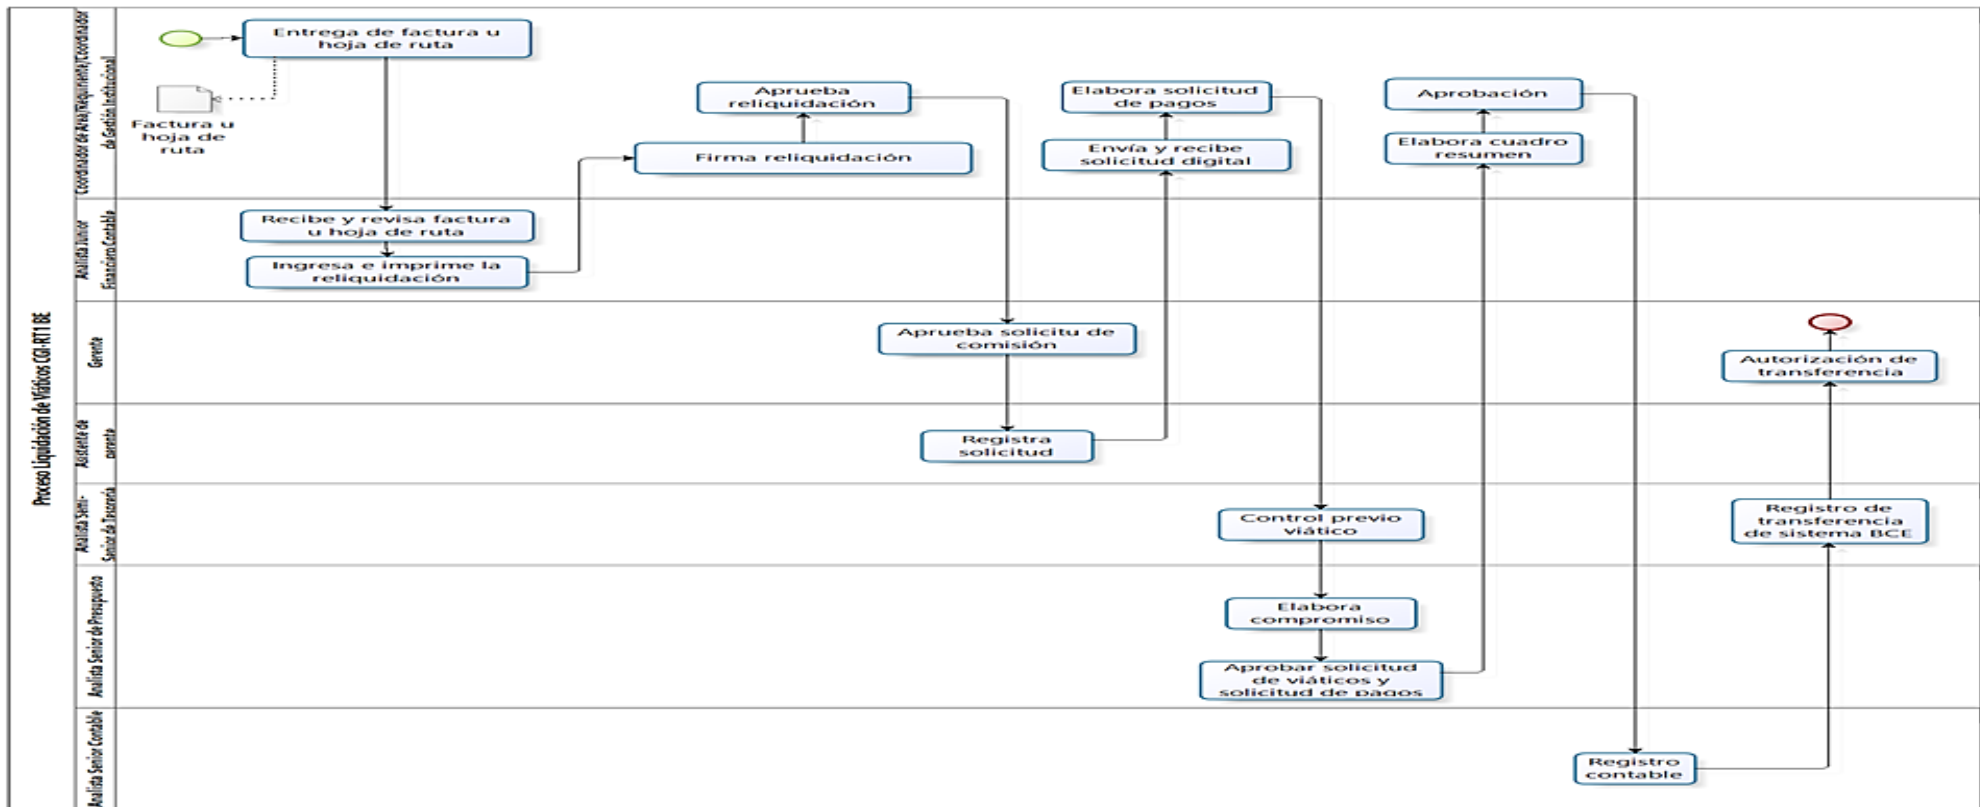 Proceso Liquidación de Viáticos CGI-RT1 BE
Coordinador de Area/Requiriente/Coordinador
de Gestión Institucional
Entrega de factura u
hoja de ruta
Factura u
hoja de
ruta
Aprueba
reliquidación
Firma reliquidación
Elabora solicitud
de pagos
Envía y recibe
solicitud digital
Aprobación
Elabora cuadro
resumen
Analista Junior
Financiero Contable
Recibe y revisa factura
u hoja de ruta
Ingresa e imprime la
reliquidación
Gerente
Aprueba solicitu de
comisión
Autorización de
transferencia
Asistente de
gerente
Registra
solicitud
Analista Semi-
Senior de Tesorería
Control previo
viático
Registro de
transferencia
de sistema BCE
Analista Senior de Presupuesto
Elabora
compromiso
Aprobar solicitud
de viáticos y
solicitud de pagos
Analista Senior Contable
Registro
contable